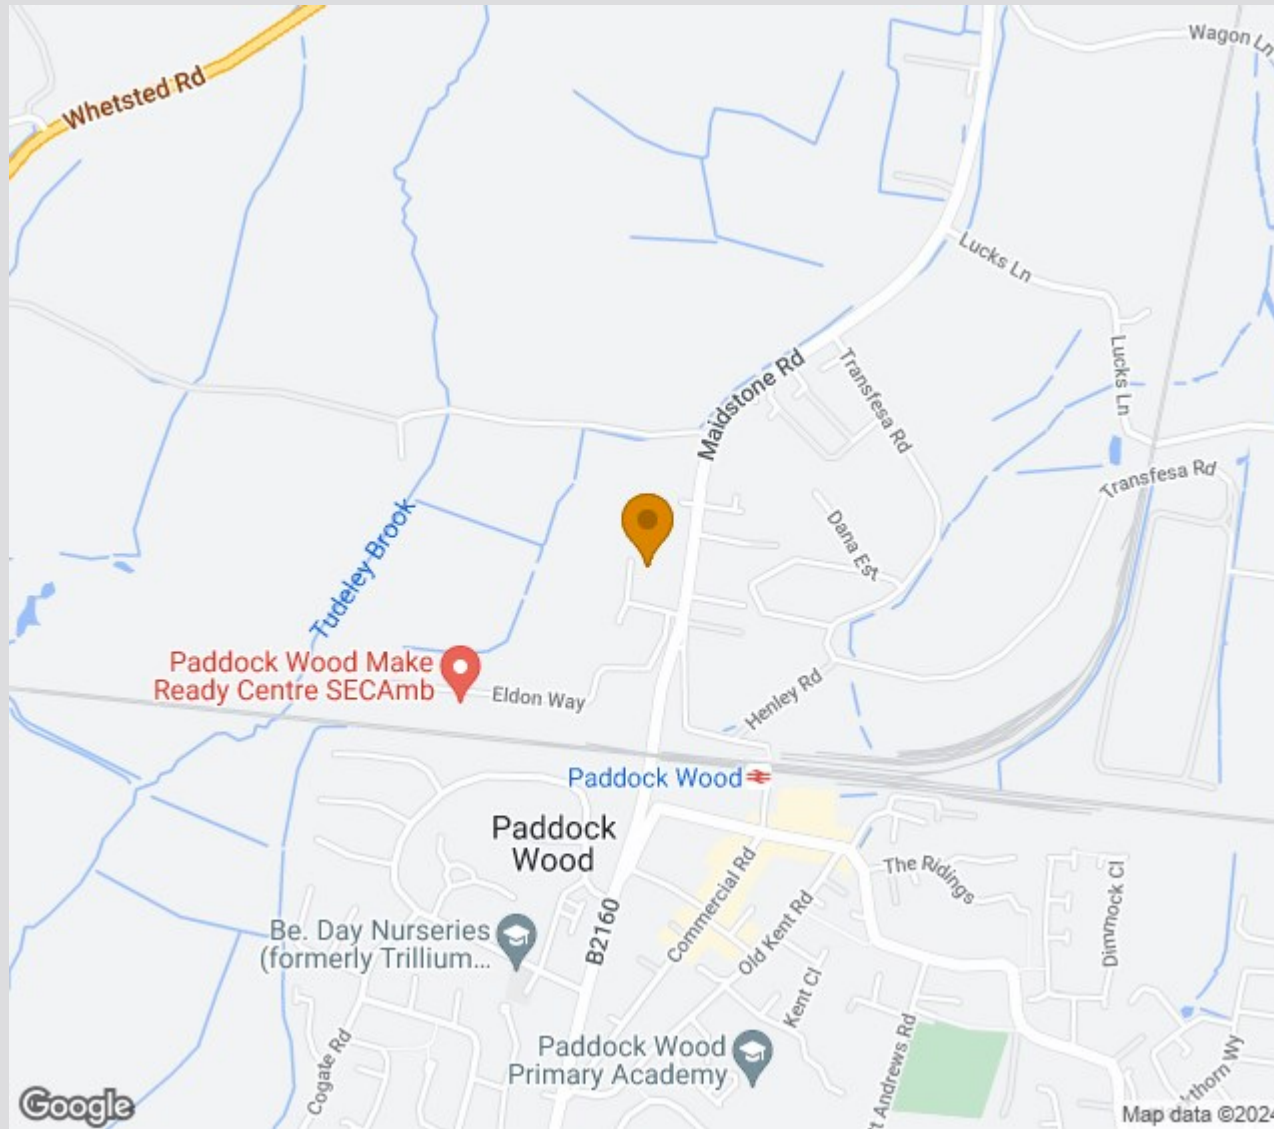 Wagon Ln
Whetsted Rd
Lucks Ln
Lucks Ln
Maidstone Rd
Transfesa Rd
Transfesa Rd
Dana Est
Tudeley Brook
Paddock Wood Make
Ready Centre SECAmb
Eldon Way
Henley Rd
Paddock Wood
Paddock
Wood
The Ridings
Dimmock Cl
Commercial Rd
Old Kent Rd
B2160
Be. Day Nurseries
(formerly Trillium...
Kent Cl
Paddock Wood
Primary Academy
Cogate Rd
Andrews Rd
Google
Map data ©2024